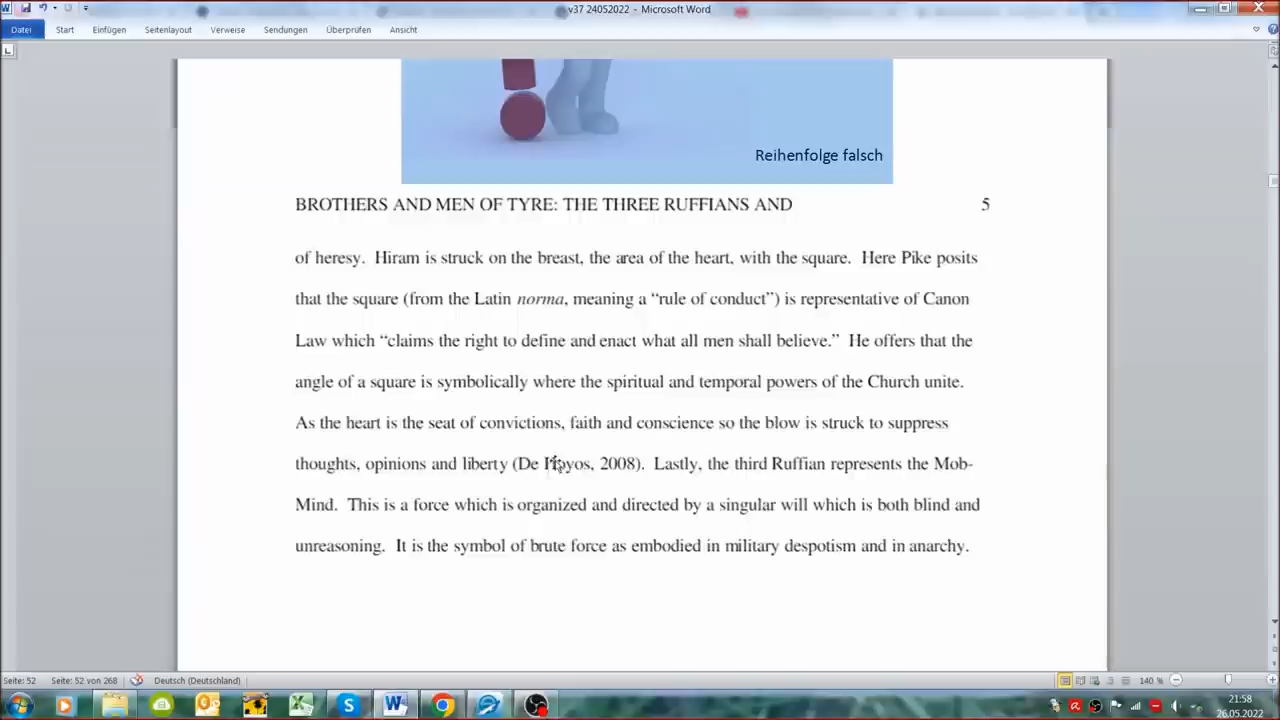 v37 24052022 - Microsoft Word
Datei Start Einfügen Seitenlayout Verweise Sendungen Überprüfen Ansicht
Reihenfolge falsch
BROTHERS AND MEN OF TYRE: THE THREE RUFFIANS AND 5
of heresy. Hiram is struck on the breast, the area of the heart, with the square. Here Pike posits
that the square (from the Latin norma, meaning a “rule of conduct”) is representative of Canon
Law which “claims the right to define and enact what all men shall believe.” He offers that the
angle of a square is symbolically where the spiritual and temporal powers of the Church unite.
As the heart is the seat of convictions, faith and conscience so the blow is struck to suppress
thoughts, opinions and liberty (De Hoyos, 2008). Lastly, the third Ruffian represents the Mob-
Mind. This is a force which is organized and directed by a singular will which is both blind and
unreasoning. It is the symbol of brute force as embodied in military despotism and in anarchy.
Seite: 52 Seite: 52 von 268 Deutsch (Deutschland) 140 %
21:58
26.05.2022